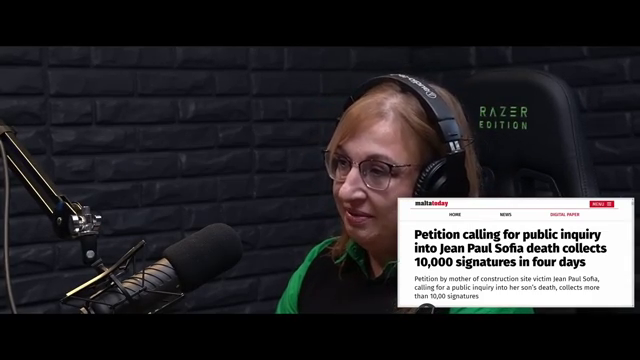 RAZER
EDITION
maltatoday
MENU
HOME
NEWS
DIGITAL PAPER
Petition calling for public inquiry
into Jean Paul Sofia death collects
10,000 signatures in four days
Petition by mother of construction site victim Jean Paul Sofia,
calling for a public inquiry into her son's death, collects more
than 10,00 signatures